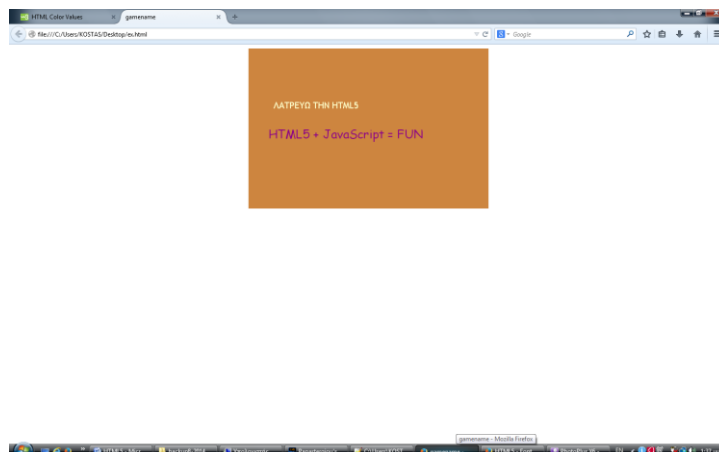 HTML Color Values
gamename
file:///C:/Users/KOSTAS/Desktop/ex.html
Google
ΛΑΤΡΕΥΩ ΤΗΝ HTML5
HTML5 + JavaScript = FUN
gamename - Mozilla Firefox